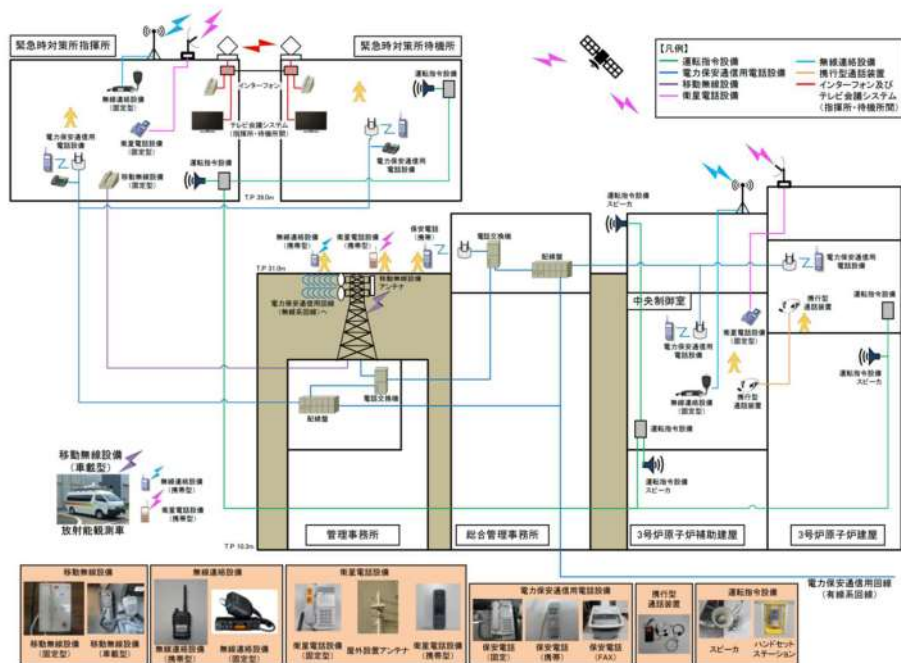 緊急時対策所指揮所
緊急時対策所待機所
【凡例】
運転指令設備
電力保安通信用電話設備
移動無線設備
衛星電話設備
無線連絡設備
携行型通話装置
インターフォン及び
テレビ会議システム
(指揮所・待機所間)
無線連絡設備
(固定型)
インターフォン
運転指令設備
衛星電話設備
(固定型)
テレビ会議システム
(指揮所・待機所間)
電力保安通信用
電話設備
移動無線設備
(固定型)
運転指令設備
電力保安通信用
電話設備
T.P 39.0m
無線連絡設備
(携帯型)
衛星電話設備
(携帯型)
保安電話
(携帯)
T.P 31.0m
移動無線設備
アンテナ
電力保安通信用回線
(無線系回線)へ
電話交換機
配線盤
運転指令設備
スピーカ
電力保安通信用
電話設備
中央制御室
電力保安通信用
電話設備
衛星電話設備
(固定型)
携行型
通話装置
運転指令設備
運転指令設備
スピーカ
電話交換機
配線盤
無線連絡設備
(固定型)
携行型
通話装置
運転指令設備
運転指令設備
スピーカ
移動無線設備
(車載型)
無線連絡設備
(携帯型)
衛星電話設備
(携帯型)
放射能観測車
T.P 10.3m
管理事務所
総合管理事務所
3号炉原子炉補助建屋
3号炉原子炉建屋
電力保安通信用回線
(有線系回線)
移動無線設備
移動無線設備
(固定型)
移動無線設備
(車載型)
無線連絡設備
無線連絡設備
(携帯型)
無線連絡設備
(固定型)
衛星電話設備
衛星電話設備
(固定型)
屋外設置アンテナ
衛星電話設備
(携帯型)
電力保安通信用電話設備
保安電話
(固定)
保安電話
(携帯)
保安電話
(FAX)
携行型
通話装置
運転指令設備
スピーカ
ハンドセット
ステーション